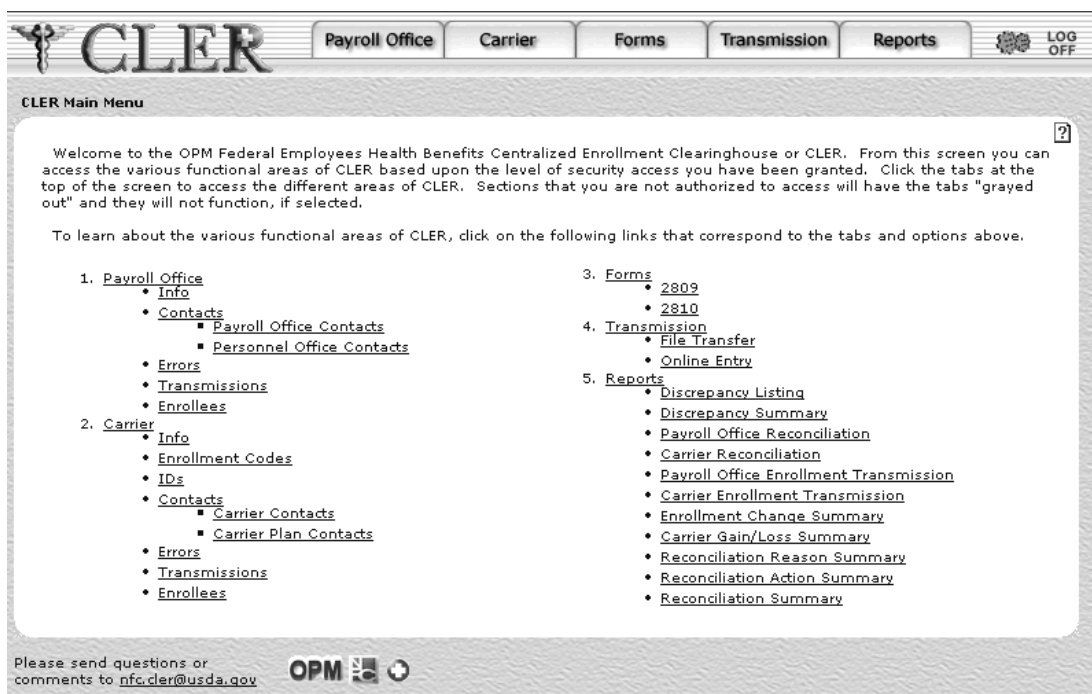 CLER
Payroll Office
Carrier
Forms
Transmission
Reports
LOG
OFF
CLER Main Menu
?
Welcome to the OPM Federal Employees Health Benefits Centralized Enrollment Clearinghouse or CLER. From this screen you can
access the various functional areas of CLER based upon the level of security access you have been granted. Click the tabs at the
top of the screen to access the different areas of CLER. Sections that you are not authorized to access will have the tabs "grayed
out" and they will not function, if selected.
To learn about the various functional areas of CLER, click on the following links that correspond to the tabs and options above.
1. Payroll Office
• Info
• Contacts
▪ Payroll Office Contacts
▪ Personnel Office Contacts
• Errors
• Transmissions
• Enrollees
2. Carrier
• Info
• Enrollment Codes
• IDs
• Contacts
▪ Carrier Contacts
▪ Carrier Plan Contacts
• Errors
• Transmissions
• Enrollees
3. Forms
• 2809
• 2810
4. Transmission
• File Transfer
• Online Entry
5. Reports
• Discrepancy Listing
• Discrepancy Summary
• Payroll Office Reconciliation
• Carrier Reconciliation
• Payroll Office Enrollment Transmission
• Carrier Enrollment Transmission
• Enrollment Change Summary
• Carrier Gain/Loss Summary
• Reconciliation Reason Summary
• Reconciliation Action Summary
• Reconciliation Summary
Please send questions or
comments to nfc.cler@usda.gov
OPM